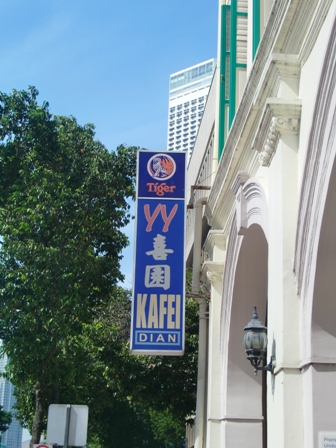 Tiger
YY
喜
園
KAFEI
DIAN